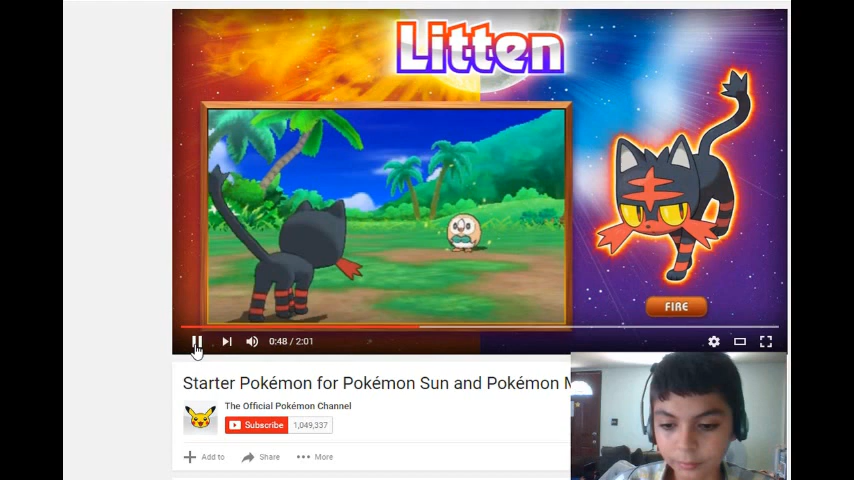 Litten
FIRE
0:48 / 2:01
Starter Pokémon for Pokémon Sun and Pokémon
The Official Pokémon Channel
Subscribe 1,049,337
Add to Share More